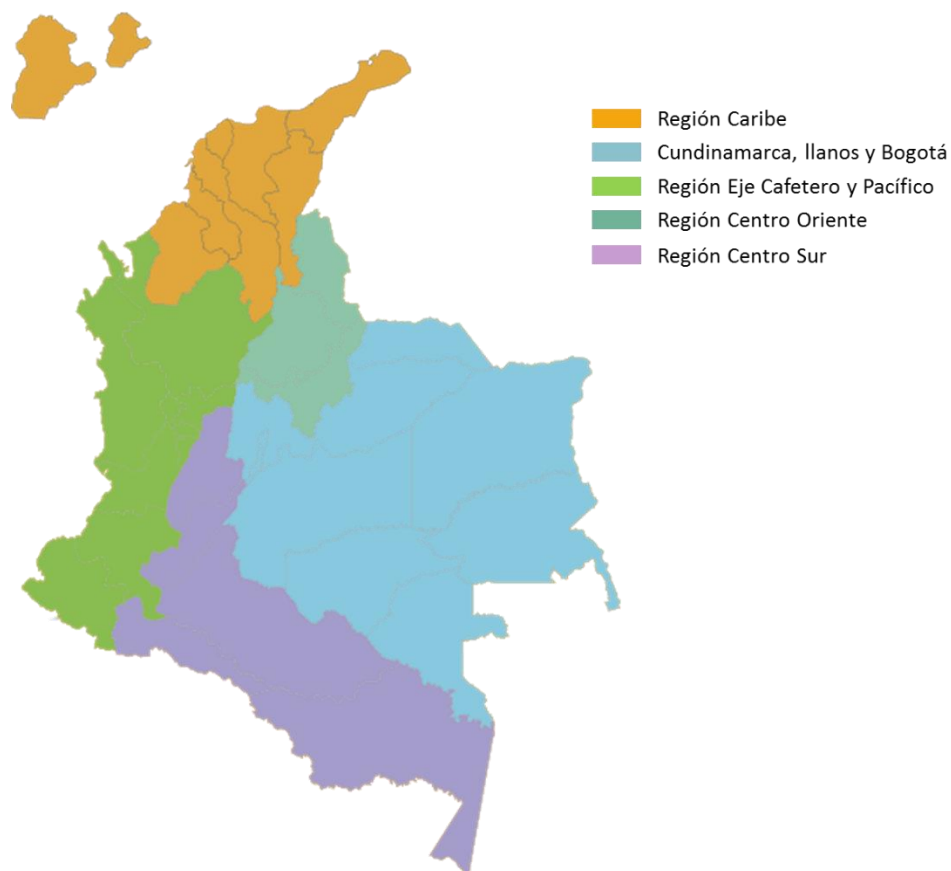 Región Caribe
Cundinamarca, llanos y Bogotá
Región Eje Cafetero y Pacífico
Región Centro Oriente
Región Centro Sur